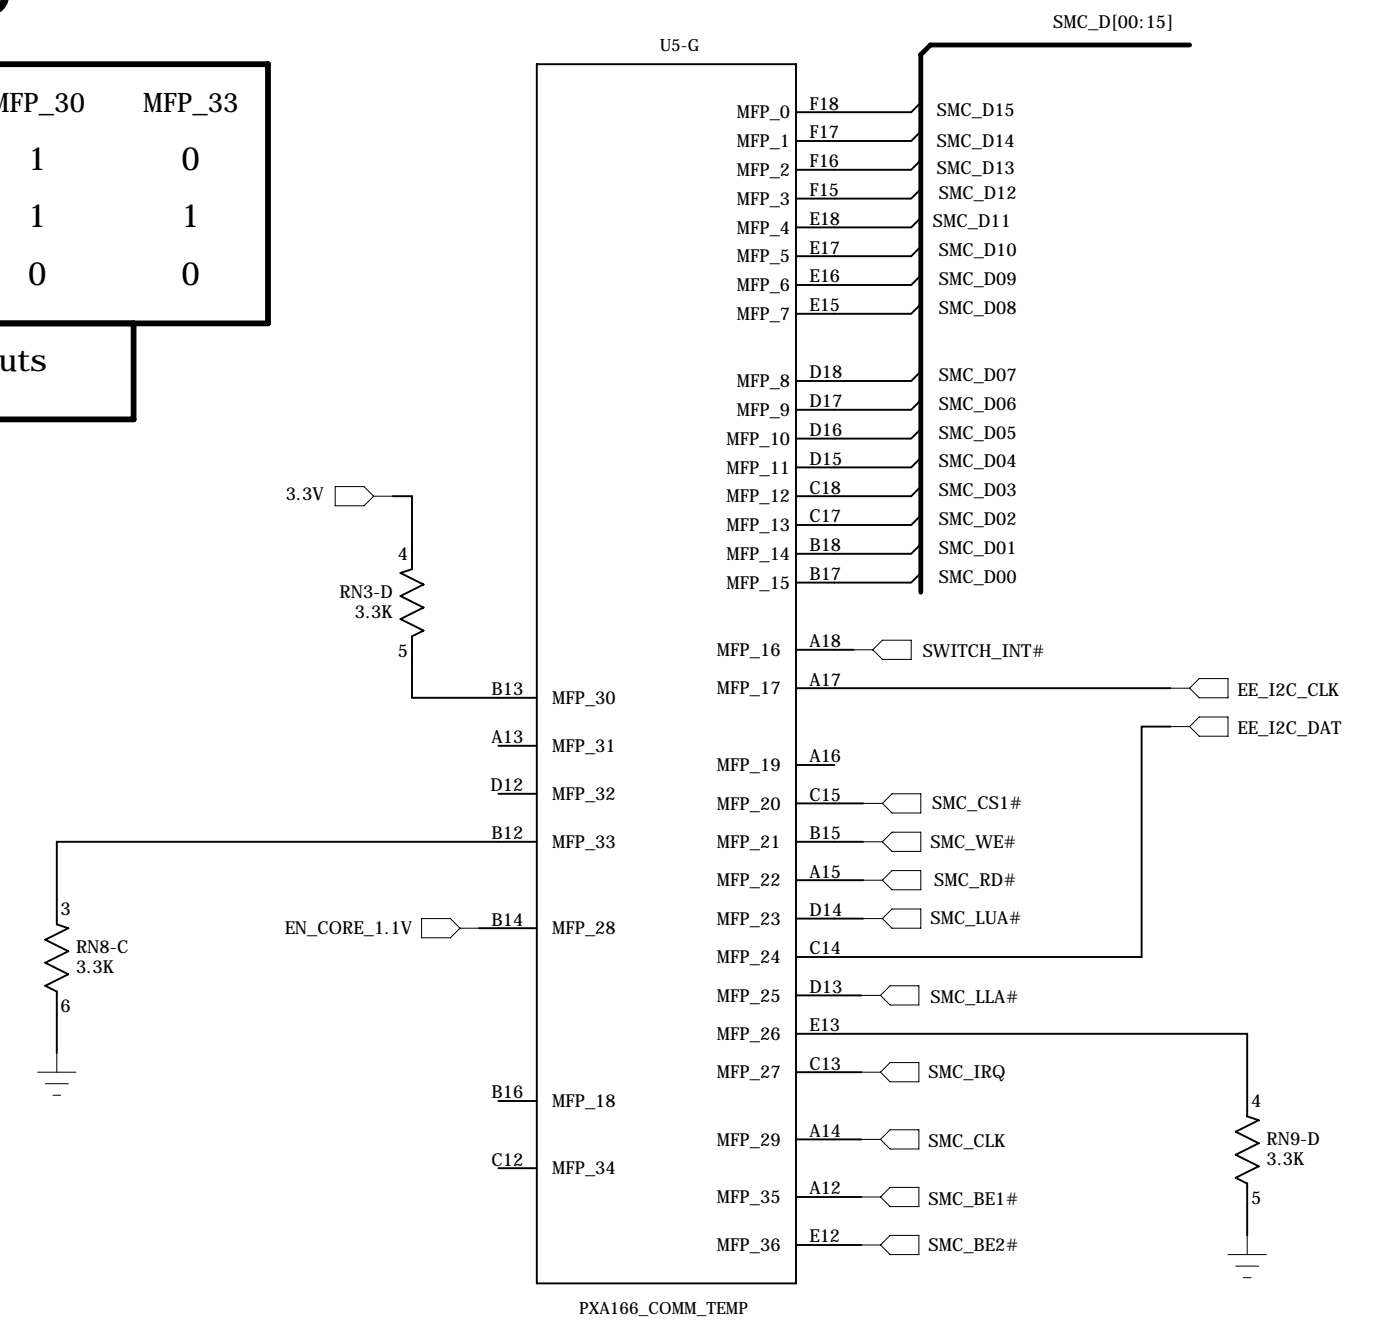 SMC_D[00:15]
U5-G
MFP_30 MFP_33
1 0
1 1
0 0
uts
MFP_0 F18 SMC_D15
MFP_1 F17 SMC_D14
MFP_2 F16 SMC_D13
MFP_3 F15 SMC_D12
MFP_4 E18 SMC_D11
MFP_5 E17 SMC_D10
MFP_6 E16 SMC_D09
MFP_7 E15 SMC_D08
MFP_8 D18 SMC_D07
MFP_9 D17 SMC_D06
MFP_10 D16 SMC_D05
MFP_11 D15 SMC_D04
MFP_12 C18 SMC_D03
MFP_13 C17 SMC_D02
MFP_14 B18 SMC_D01
MFP_15 B17 SMC_D00
3.3V
4
RN3-D
3.3K
5
B13 MFP_30
A13 MFP_31
D12 MFP_32
B12 MFP_33
3
RN8-C
3.3K
6
EN_CORE_1.1V B14 MFP_28
B16 MFP_18
C12 MFP_34
MFP_16 A18 SWITCH_INT#
MFP_17 A17 EE_I2C_CLK
EE_I2C_DAT
MFP_19 A16
MFP_20 C15 SMC_CS1#
MFP_21 B15 SMC_WE#
MFP_22 A15 SMC_RD#
MFP_23 D14 SMC_LUA#
MFP_24 C14
MFP_25 D13 SMC_LLA#
MFP_26 E13
MFP_27 C13 SMC_IRQ
MFP_29 A14 SMC_CLK
MFP_35 A12 SMC_BE1#
MFP_36 E12 SMC_BE2#
4
RN9-D
3.3K
5
PXA166_COMM_TEMP